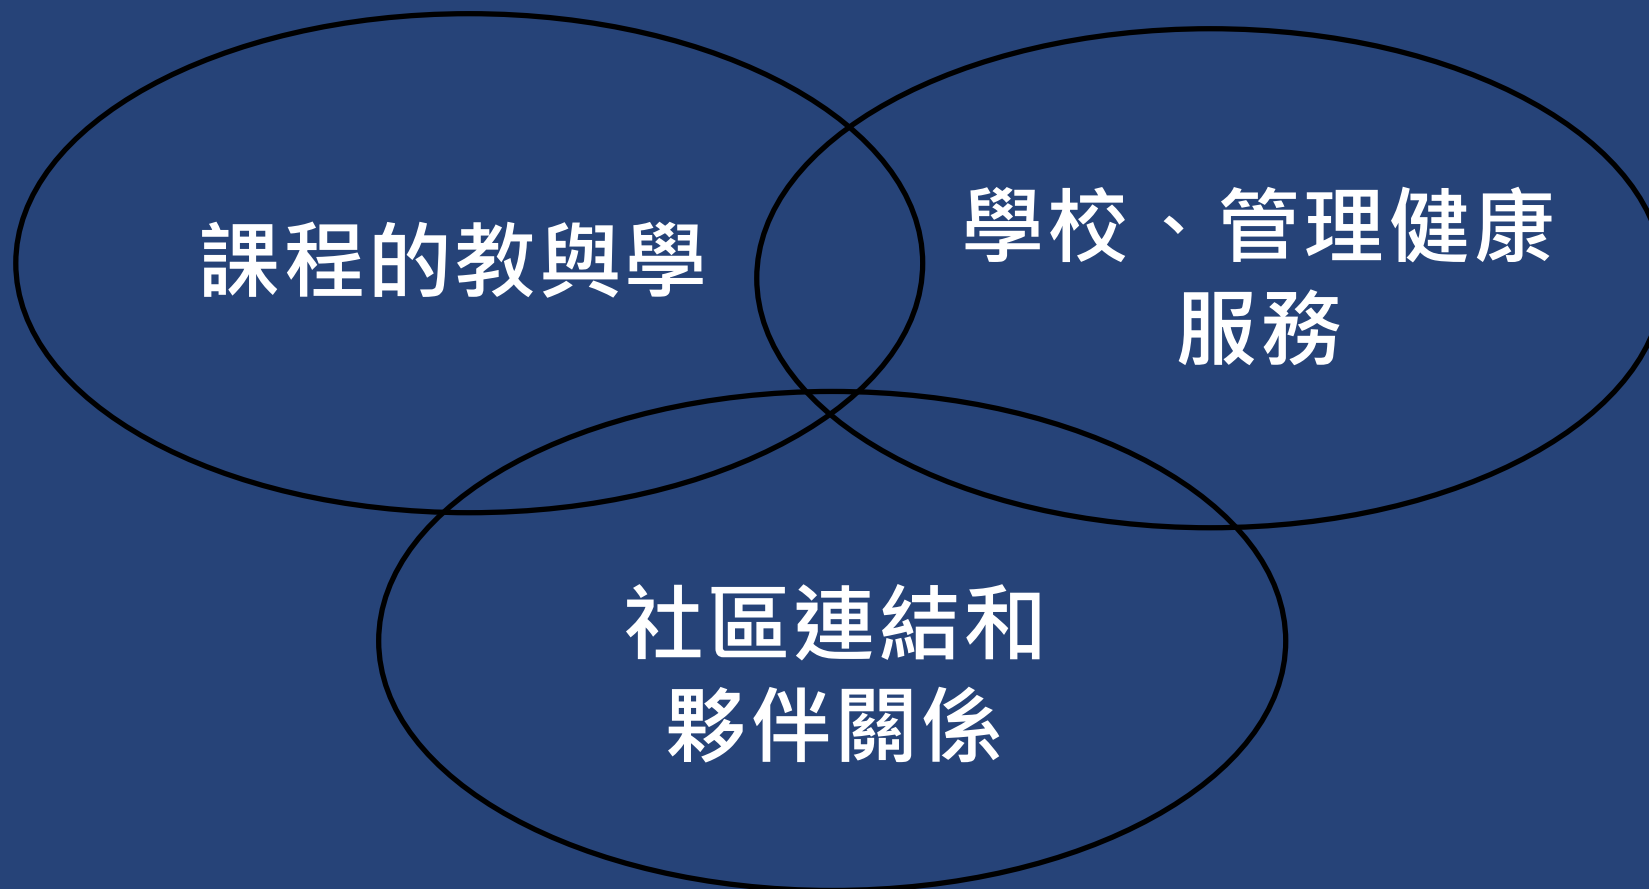 課程的教與學
學校、管理健康
服務
社區連結和
夥伴關係